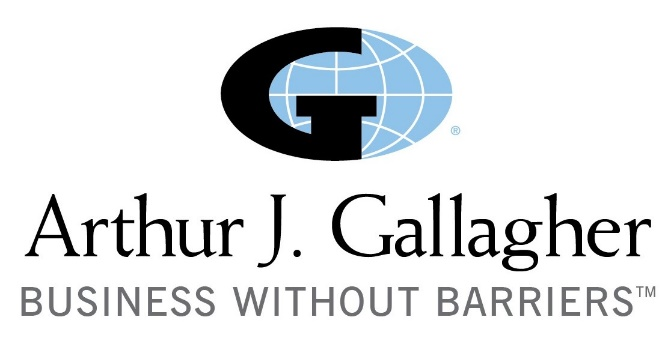 G
®
Arthur J. Gallagher
BUSINESS WITHOUT BARRIERS™